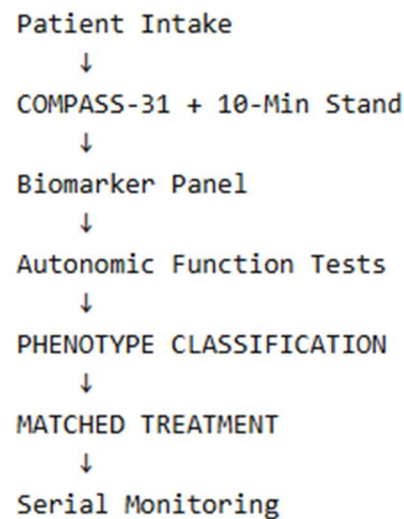 Patient Intake
↓
COMPASS-31 + 10-Min Stand
↓
Biomarker Panel
↓
Autonomic Function Tests
↓
PHENOTYPE CLASSIFICATION
↓
MATCHED TREATMENT
↓
Serial Monitoring